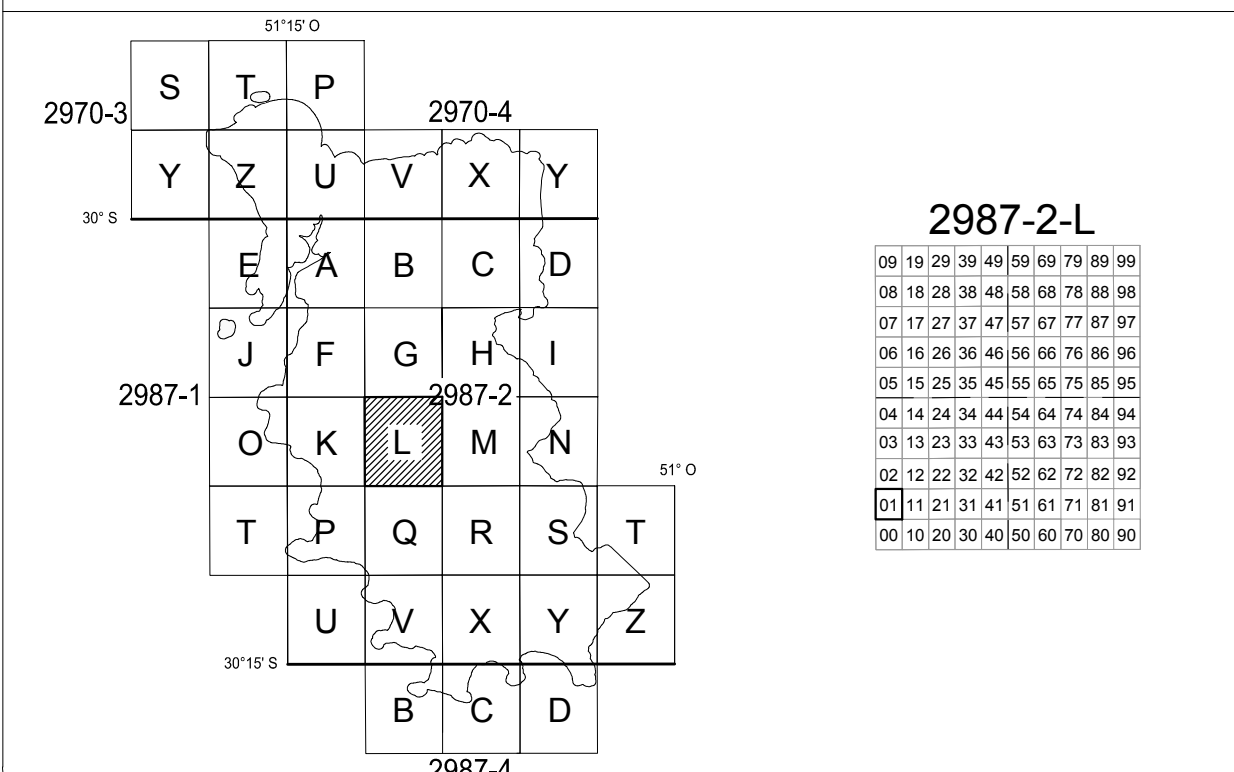 51°15' O
S T P
2970-3 2970-4
Y Z U V X Y
30° S
E A B C D
J F G H I
2987-1 2987-2
O K L M N
51° O
T P Q R S T
U V X Y Z
30°15' S
B C D
2987-4
2987-2-L
09 19 29 39 49 59 69 79 89 99
08 18 28 38 48 58 68 78 88 98
07 17 27 37 47 57 67 77 87 97
06 16 26 36 46 56 66 76 86 96
05 15 25 35 45 55 65 75 85 95
04 14 24 34 44 54 64 74 84 94
03 13 23 33 43 53 63 73 83 93
02 12 22 32 42 52 62 72 82 92
01 11 21 31 41 51 61 71 81 91
00 10 20 30 40 50 60 70 80 90